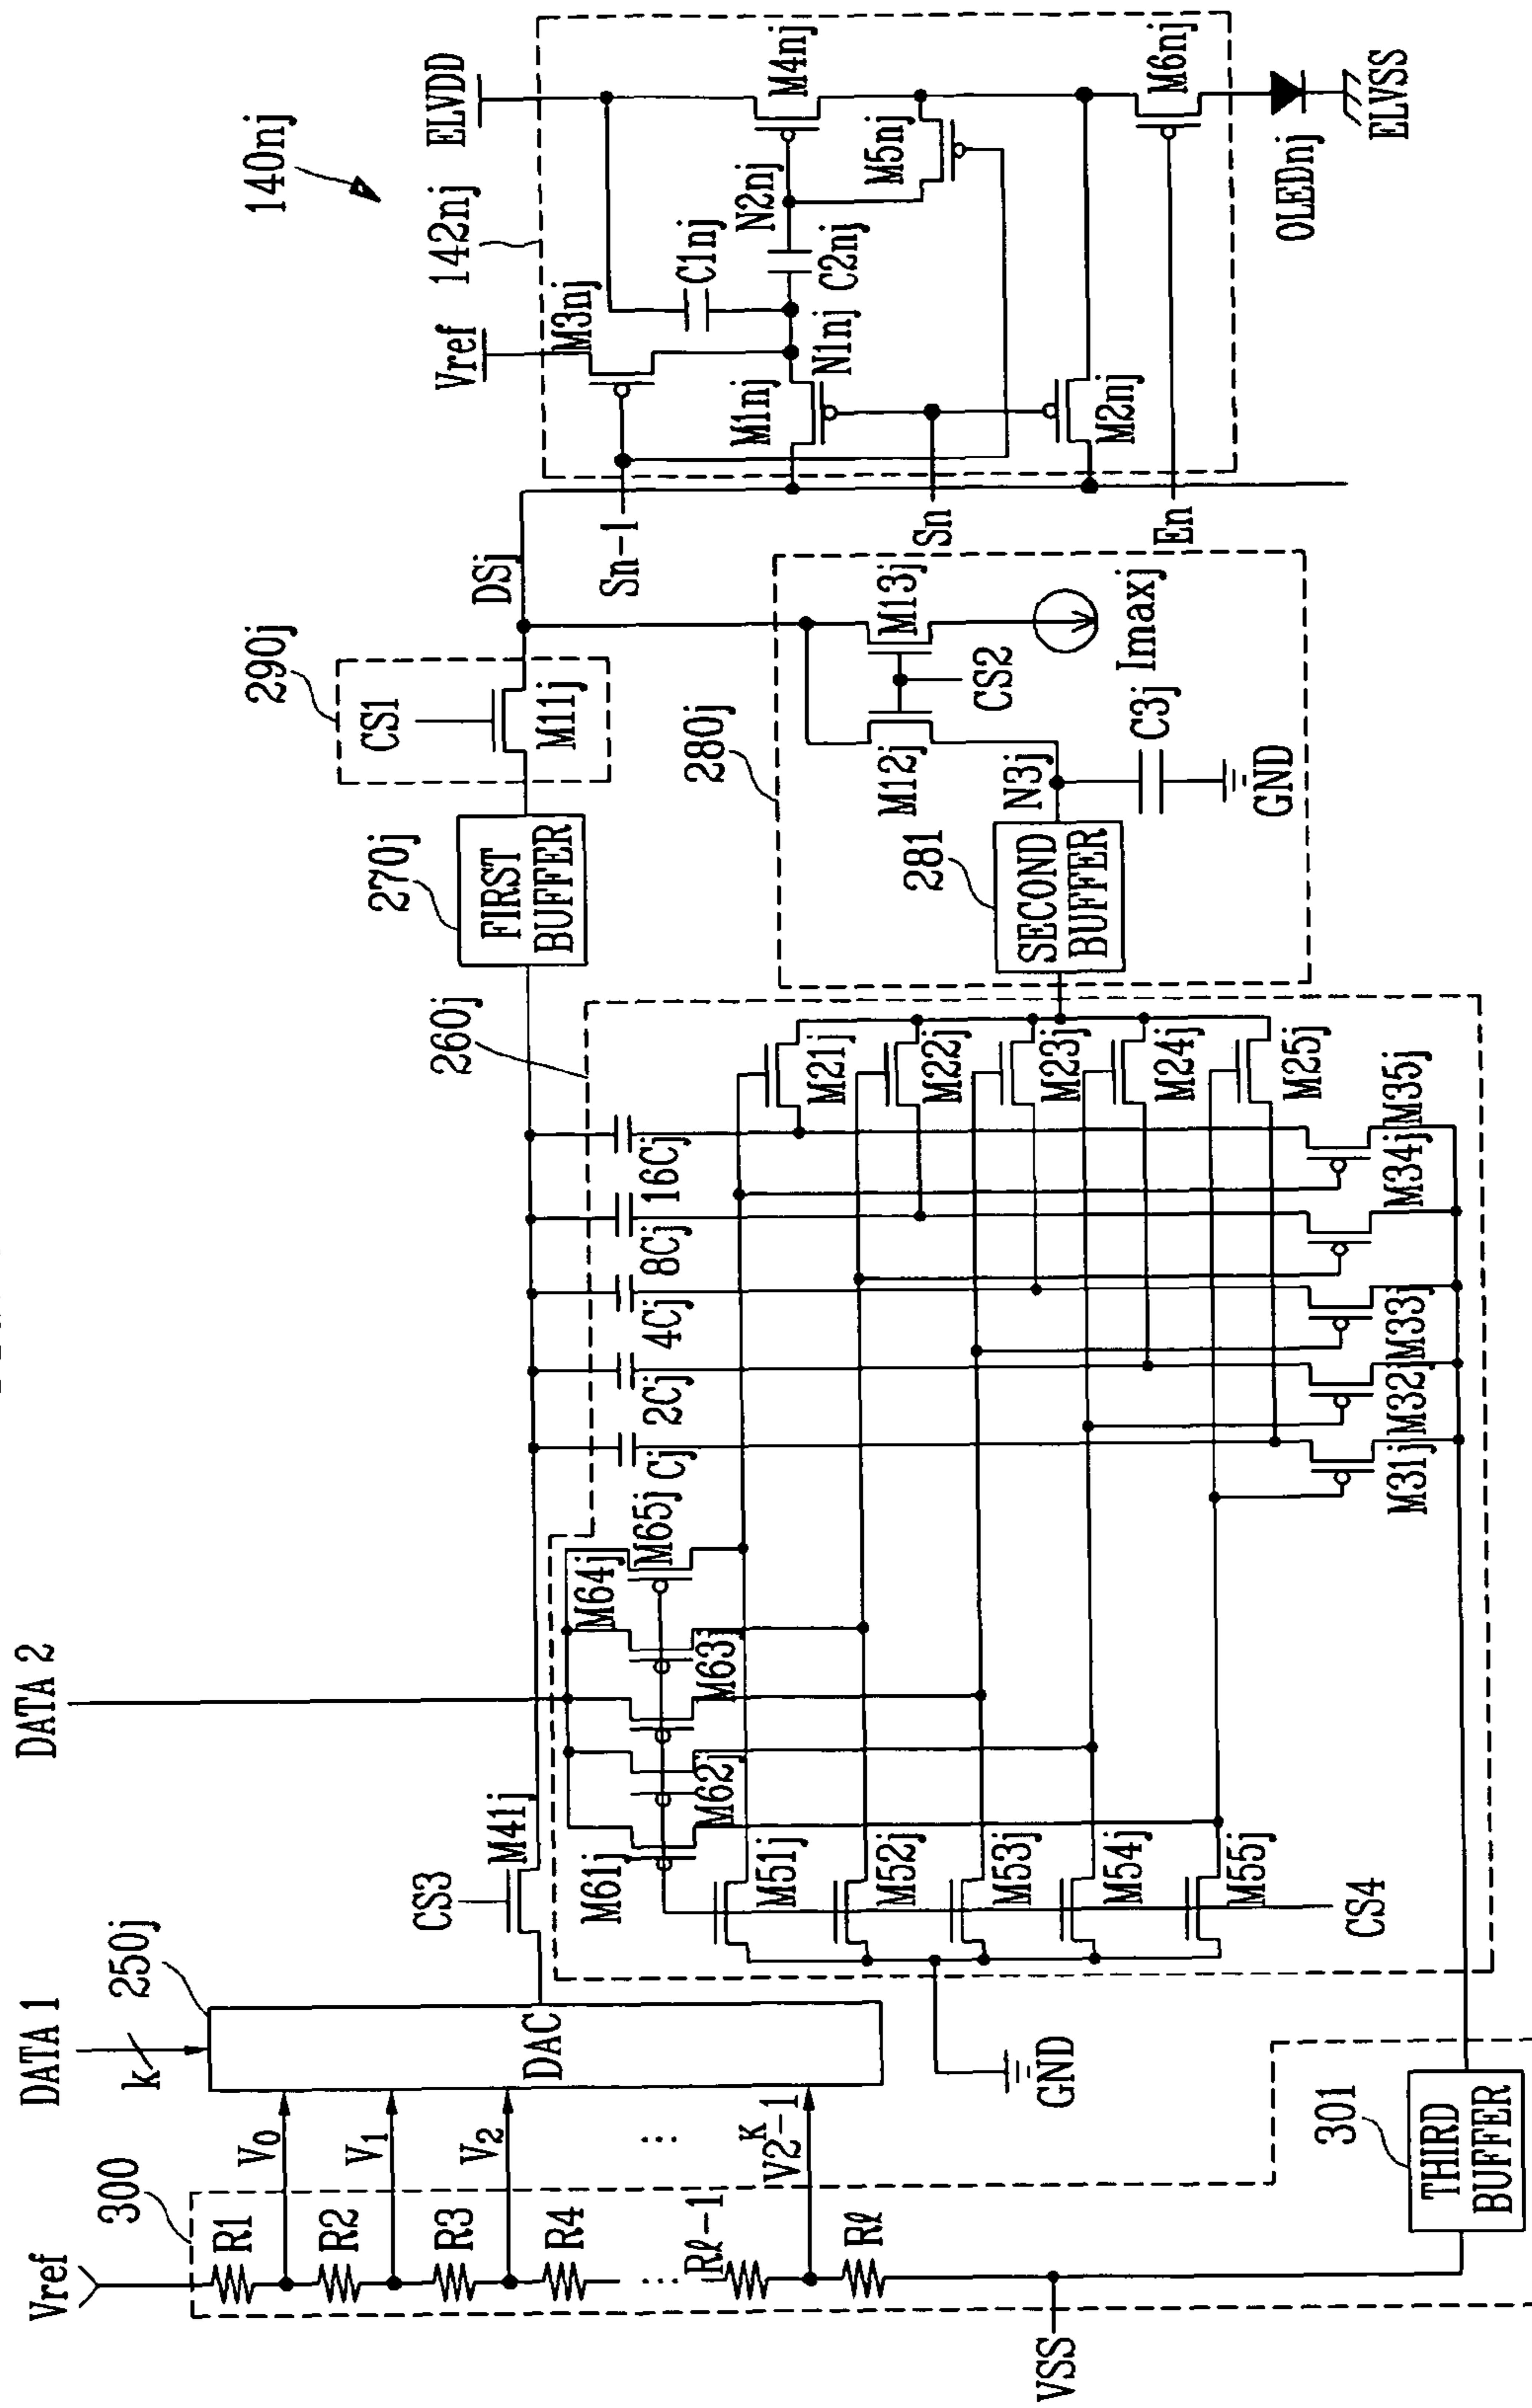 Vref
300
R1
R2
R3
R4
...
Rℓ-1
Rℓ
VSS
V0
V1
V2
...
V2K-1
DATA 1
k
250j
DAC
GND
THIRD
BUFFER
301
CS3
M41j
DATA 2
M61j
M62j
M63j
M64j
M65j
M51j
M52j
M53j
M54j
M55j
CS4
Cj
2Cj
4Cj
8Cj
16Cj
260j
M21j
M22j
M23j
M24j
M25j
M31j
M32j
M33j
M34j
M35j
270j
FIRST
BUFFER
290j
CS1
M11j
DSj
280j
281
SECOND
BUFFER
N3j
M12j
M13j
CS2
C3j
Imaxj
GND
Sn-1
Sn
En
140nj
142nj
Vref
ELVDD
M3nj
C1nj
N2nj
M4nj
C2nj
M5nj
M1nj
N1nj
M2nj
M6nj
OLEDnj
ELVSS